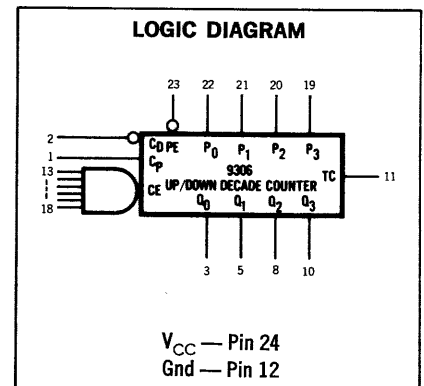 LOGIC DIAGRAM
23 22 21 20 19
2
1
13
18
CD PE P0 P1 P2 P3
CP 9306 TC 11
CE UP/DOWN DECADE COUNTER
Q0 Q1 Q2 Q3
3 5 8 10
VCC — Pin 24
Gnd — Pin 12